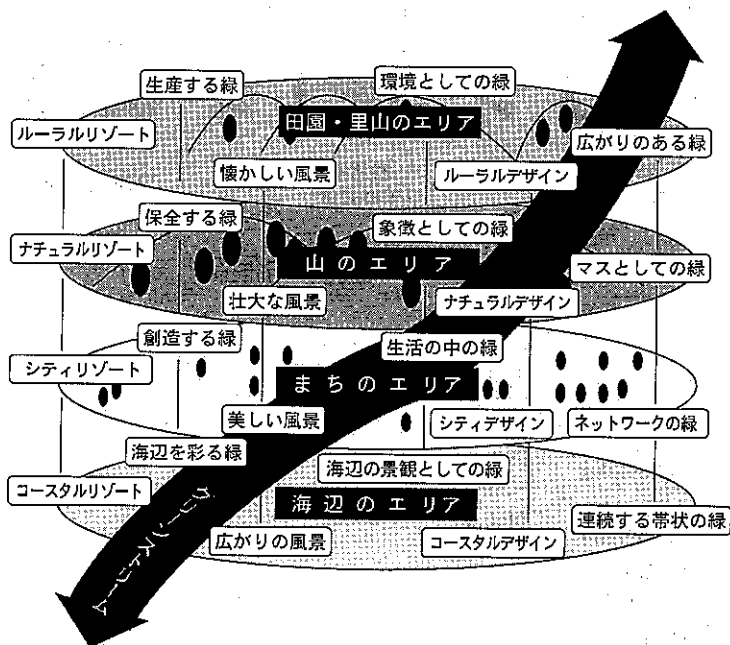 生産する緑
環境としての緑
ルーラルリゾート
田園・里山のエリア
広がりのある緑
懐かしい風景
ルーラルデザイン
保全する緑
象徴としての緑
ナチュラルリゾート
山のエリア
マスとしての緑
壮大な風景
ナチュラルデザイン
創造する緑
生活の中の緑
シティリゾート
まちのエリア
美しい風景
シティデザイン
ネットワークの緑
海辺を彩る緑
海辺の景観としての緑
コースタルリゾート
海辺のエリア
連続する帯状の緑
広がりの風景
コースタルデザイン
グリーンストリーム